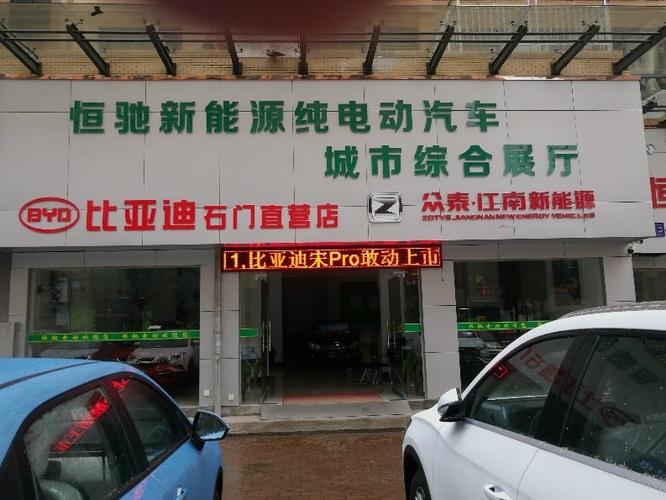 恒驰新能源纯电动汽车
城市综合展厅
BYD 比亚迪石门直营店
Z 众泰·江南新能源
ZOTYE JIANGNAN NEW ENERGY VEHICLES
1,比亚迪宋Pro敢动上市